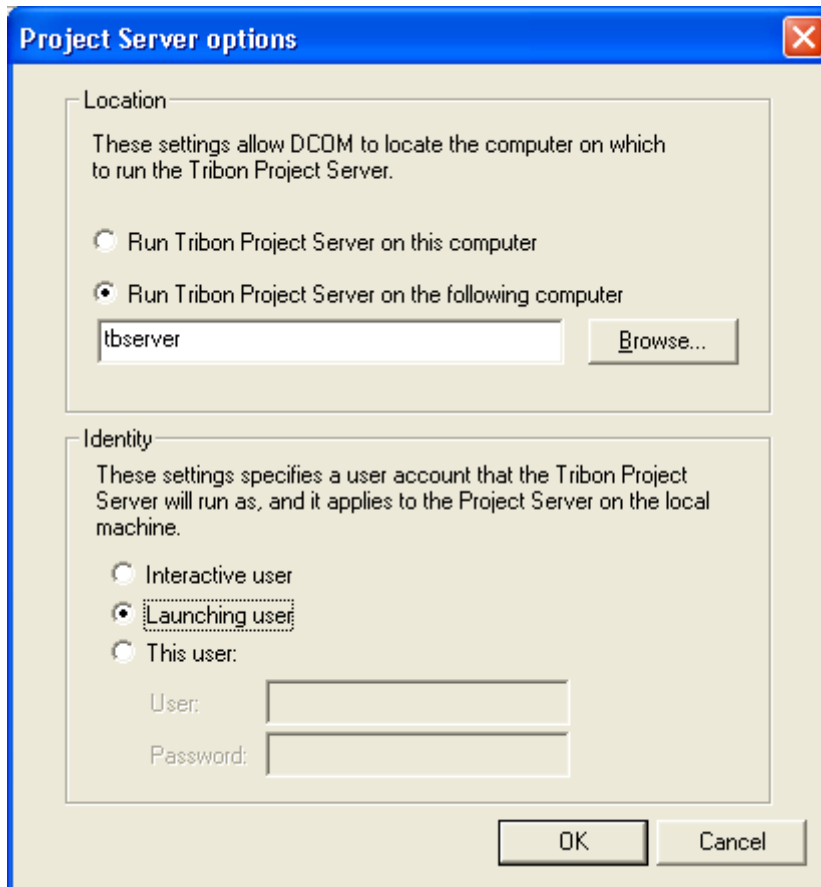 Project Server options
Location
These settings allow DCOM to locate the computer on which
to run the Tribon Project Server.
Run Tribon Project Server on this computer
Run Tribon Project Server on the following computer
tbserver
Browse...
Identity
These settings specifies a user account that the Tribon Project
Server will run as, and it applies to the Project Server on the local
machine.
Interactive user
Launching user
This user:
User:
Password:
OK
Cancel